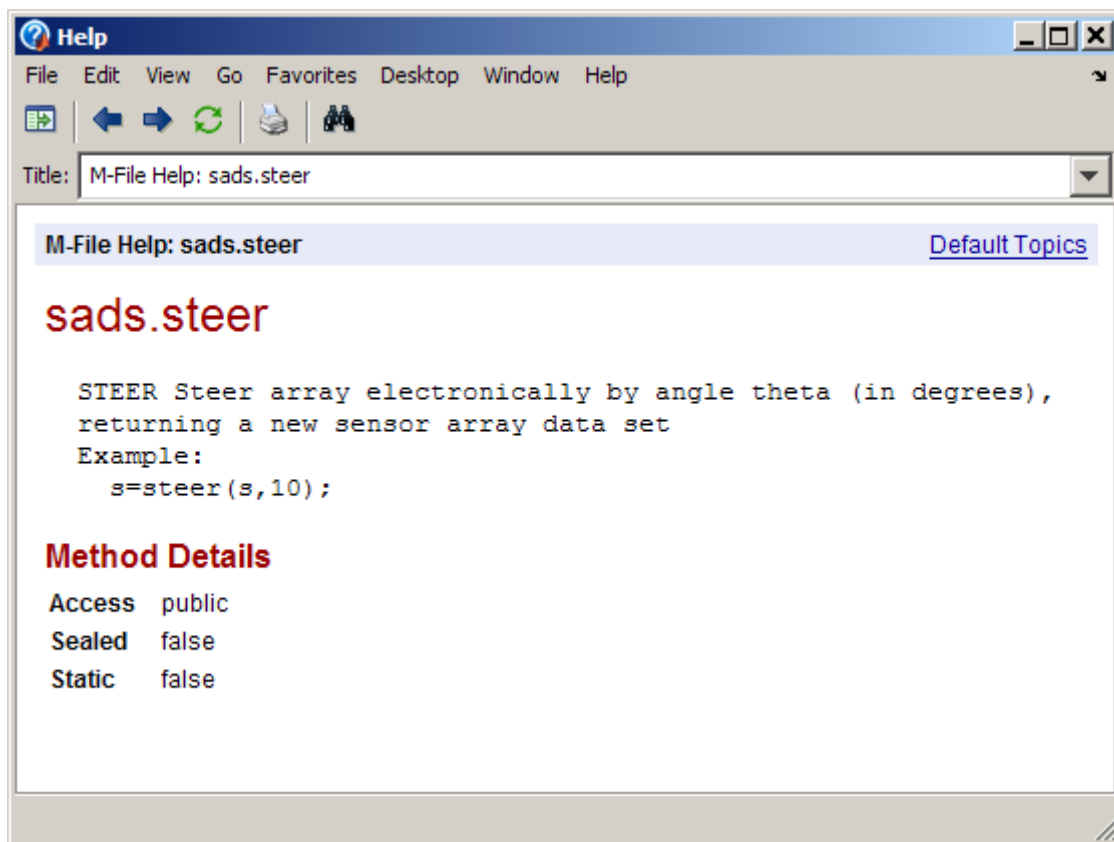 Help
File Edit View Go Favorites Desktop Window Help
Title: M-File Help: sads.steer
M-File Help: sads.steer Default Topics
sads.steer
STEER Steer array electronically by angle theta (in degrees),
returning a new sensor array data set
Example:
s=steer(s,10);
Method Details
Access public
Sealed false
Static false